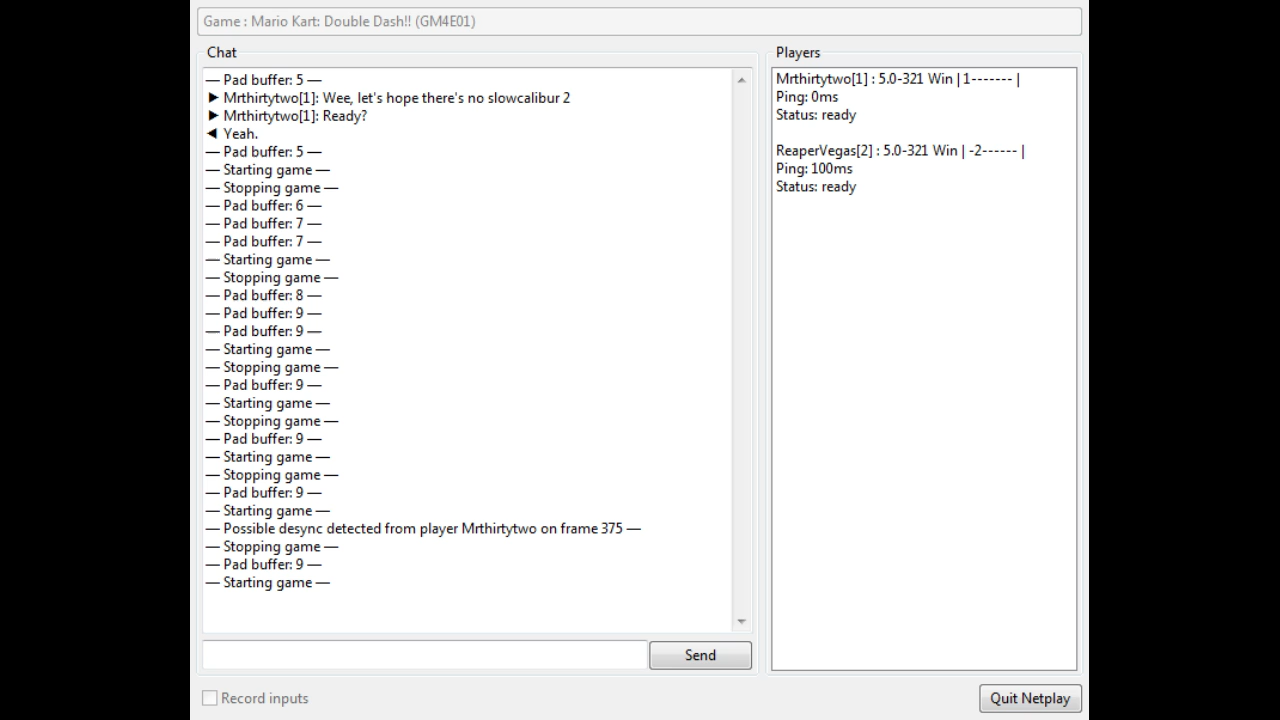 Game : Mario Kart: Double Dash!! (GM4E01)
Chat
— Pad buffer: 5 —
► Mrthirtytwo[1]: Wee, let's hope there's no slowcalibur 2
► Mrthirtytwo[1]: Ready?
◄ Yeah.
— Pad buffer: 5 —
— Starting game —
— Stopping game —
— Pad buffer: 6 —
— Pad buffer: 7 —
— Pad buffer: 7 —
— Starting game —
— Stopping game —
— Pad buffer: 8 —
— Pad buffer: 9 —
— Pad buffer: 9 —
— Starting game —
— Stopping game —
— Pad buffer: 9 —
— Starting game —
— Stopping game —
— Pad buffer: 9 —
— Starting game —
— Stopping game —
— Pad buffer: 9 —
— Starting game —
— Possible desync detected from player Mrthirtytwo on frame 375 —
— Stopping game —
— Pad buffer: 9 —
— Starting game —
Send
Record inputs
Players
Mrthirtytwo[1] : 5.0-321 Win | 1------- |
Ping: 0ms
Status: ready
ReaperVegas[2] : 5.0-321 Win | -2------ |
Ping: 100ms
Status: ready
Quit Netplay